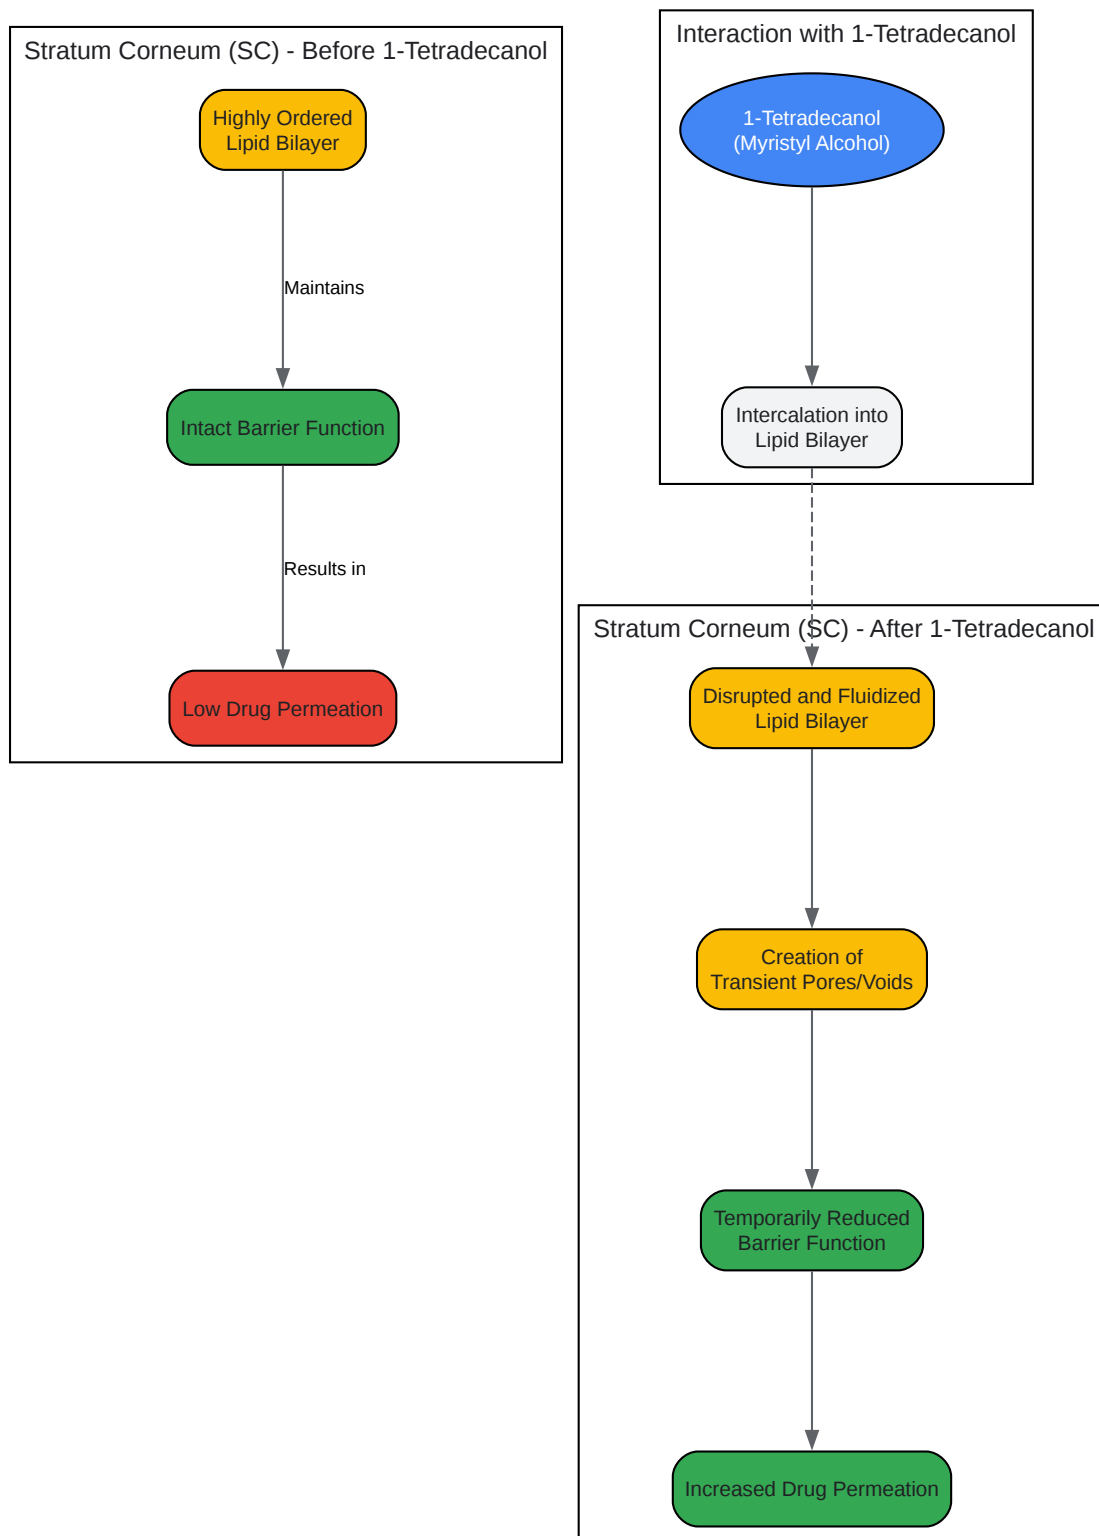 Stratum Corneum (SC) - Before 1-Tetradecanol
Highly Ordered
Lipid Bilayer
Maintains
Intact Barrier Function
Results in
Low Drug Permeation
Interaction with 1-Tetradecanol
1-Tetradecanol
(Myristyl Alcohol)
Intercalation into
Lipid Bilayer
Stratum Corneum (SC) - After 1-Tetradecanol
Disrupted and Fluidized
Lipid Bilayer
Creation of
Transient Pores/Voids
Temporarily Reduced
Barrier Function
Increased Drug Permeation